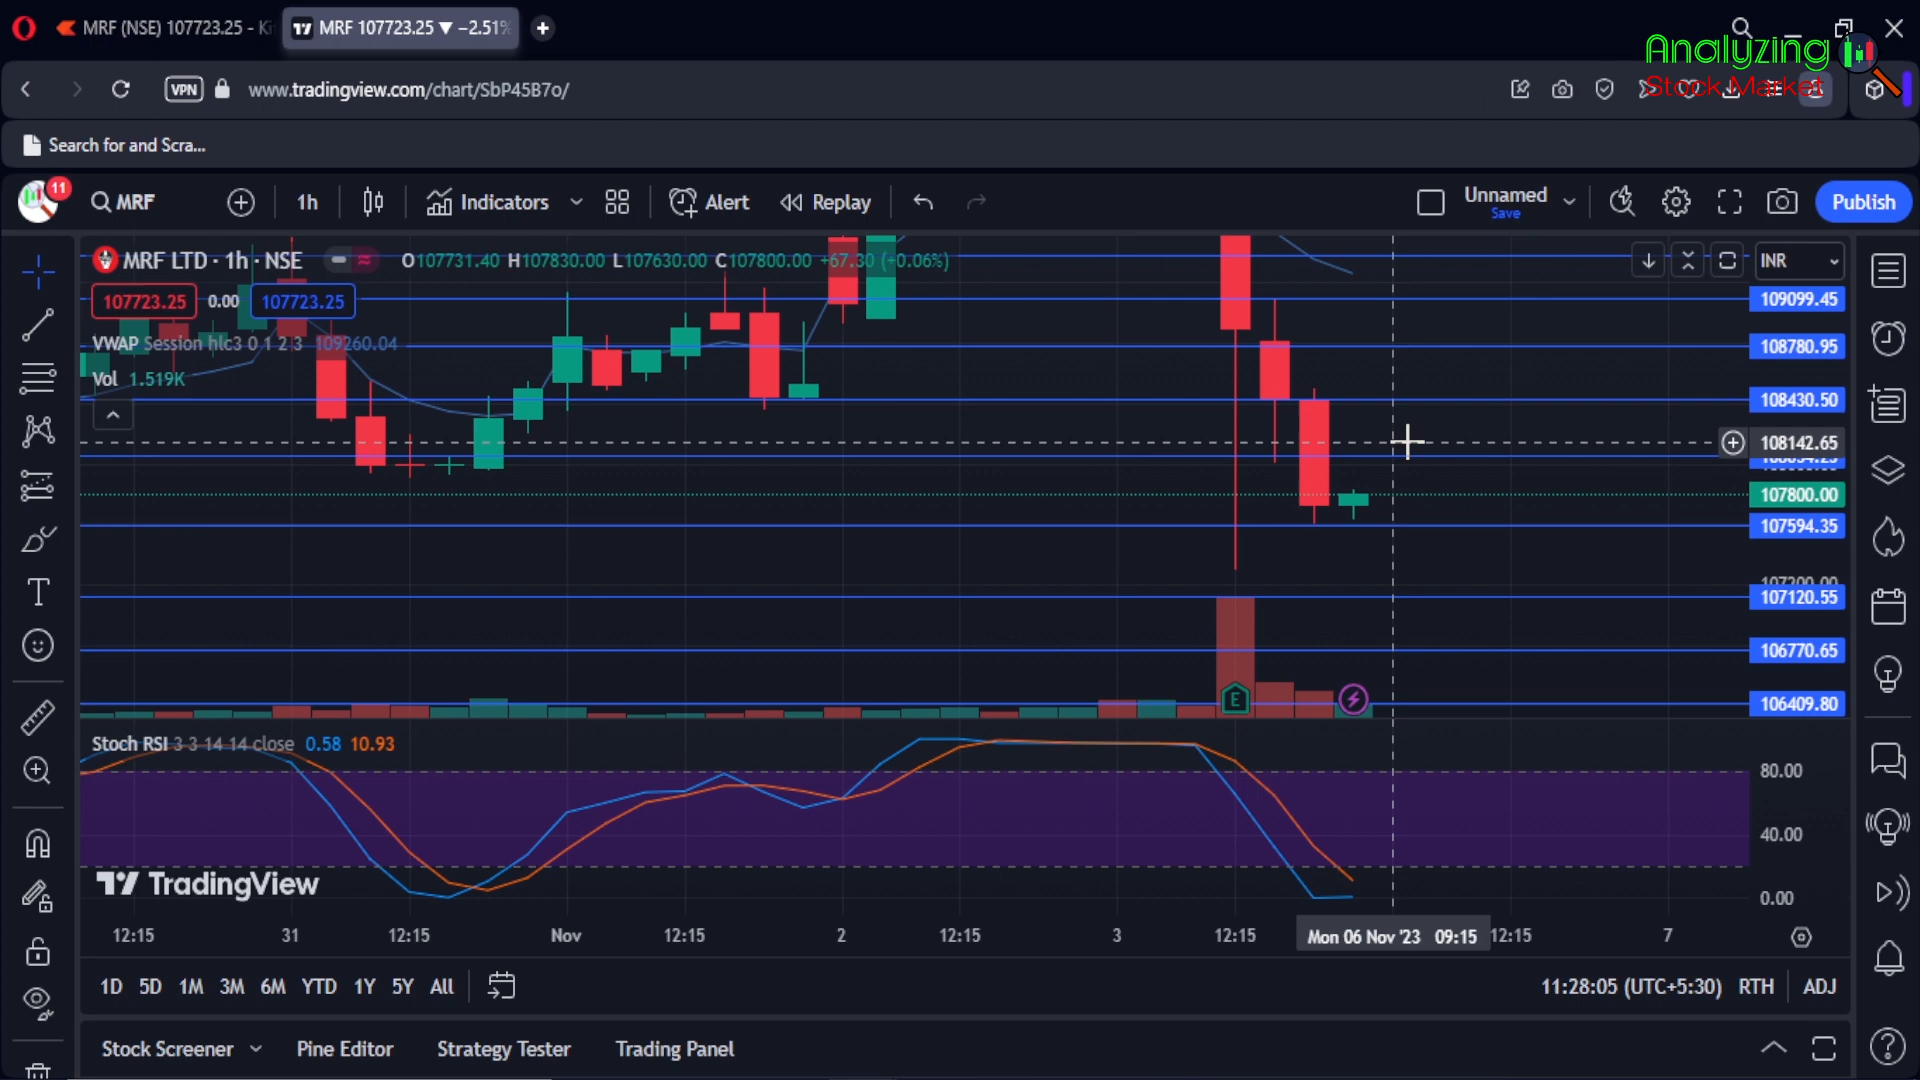 MRF (NSE) 107723.25 - Ki
MRF 107723.25 ▼ −2.51%
Analyzing
Stock Market
VPN
www.tradingview.com/chart/SbP45B7o/
Search for and Scra...
11
MRF
1h
Indicators
Alert
Replay
Unnamed
Save
Publish
MRF LTD · 1h · NSE
O107731.40 H107830.00 L107630.00 C107800.00 +67.30 (+0.06%)
INR
107723.25 0.00 107723.25
109099.45
VWAP Session hlc3 0 1 2 3 109260.04
108780.95
Vol 1.519K
108430.50
108142.65
107800.00
107594.35
107200.00
107120.55
106770.65
106409.80
E
Stoch RSI 3 3 14 14 close 0.58 10.93
80.00
40.00
TradingView
0.00
12:15 31 12:15 Nov 12:15 2 12:15 3 12:15 Mon 06 Nov '23 09:15 12:15 7
1D 5D 1M 3M 6M YTD 1Y 5Y All
11:28:05 (UTC+5:30) RTH ADJ
Stock Screener Pine Editor Strategy Tester Trading Panel